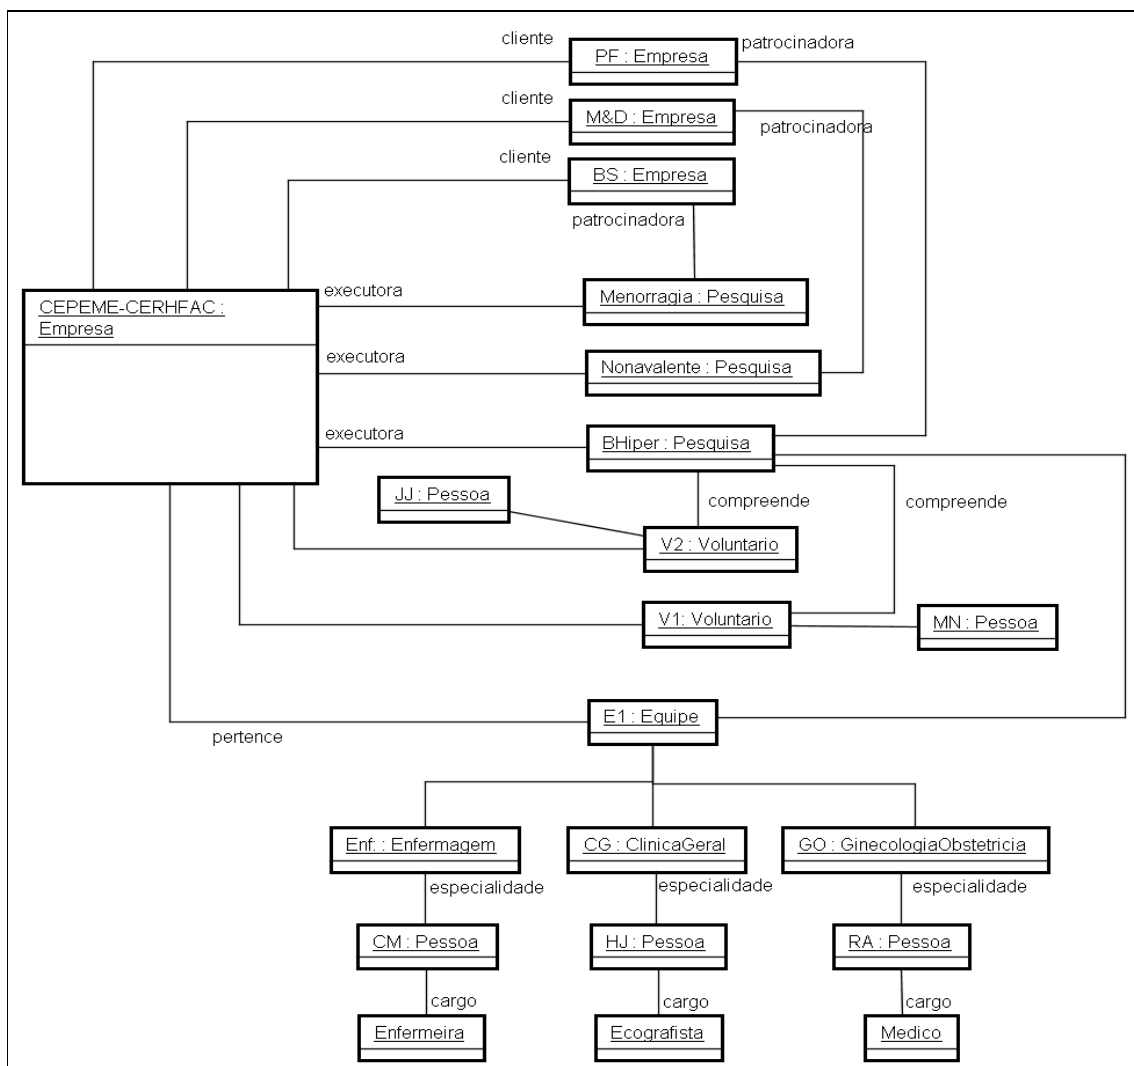 cliente
PF : Empresa
patrocinadora
cliente
M&D : Empresa
patrocinadora
cliente
BS : Empresa
patrocinadora
CEPEME-CERHFAC :
Empresa
executora
Menorragia : Pesquisa
executora
Nonavalente : Pesquisa
executora
BHiper : Pesquisa
JJ : Pessoa
compreende
compreende
V2 : Voluntario
V1: Voluntario
MN : Pessoa
E1 : Equipe
pertence
Enf: : Enfermagem
CG : ClinicaGeral
GO : GinecologiaObstetricia
especialidade
especialidade
especialidade
CM : Pessoa
HJ : Pessoa
RA : Pessoa
cargo
cargo
cargo
Enfermeira
Ecografista
Medico